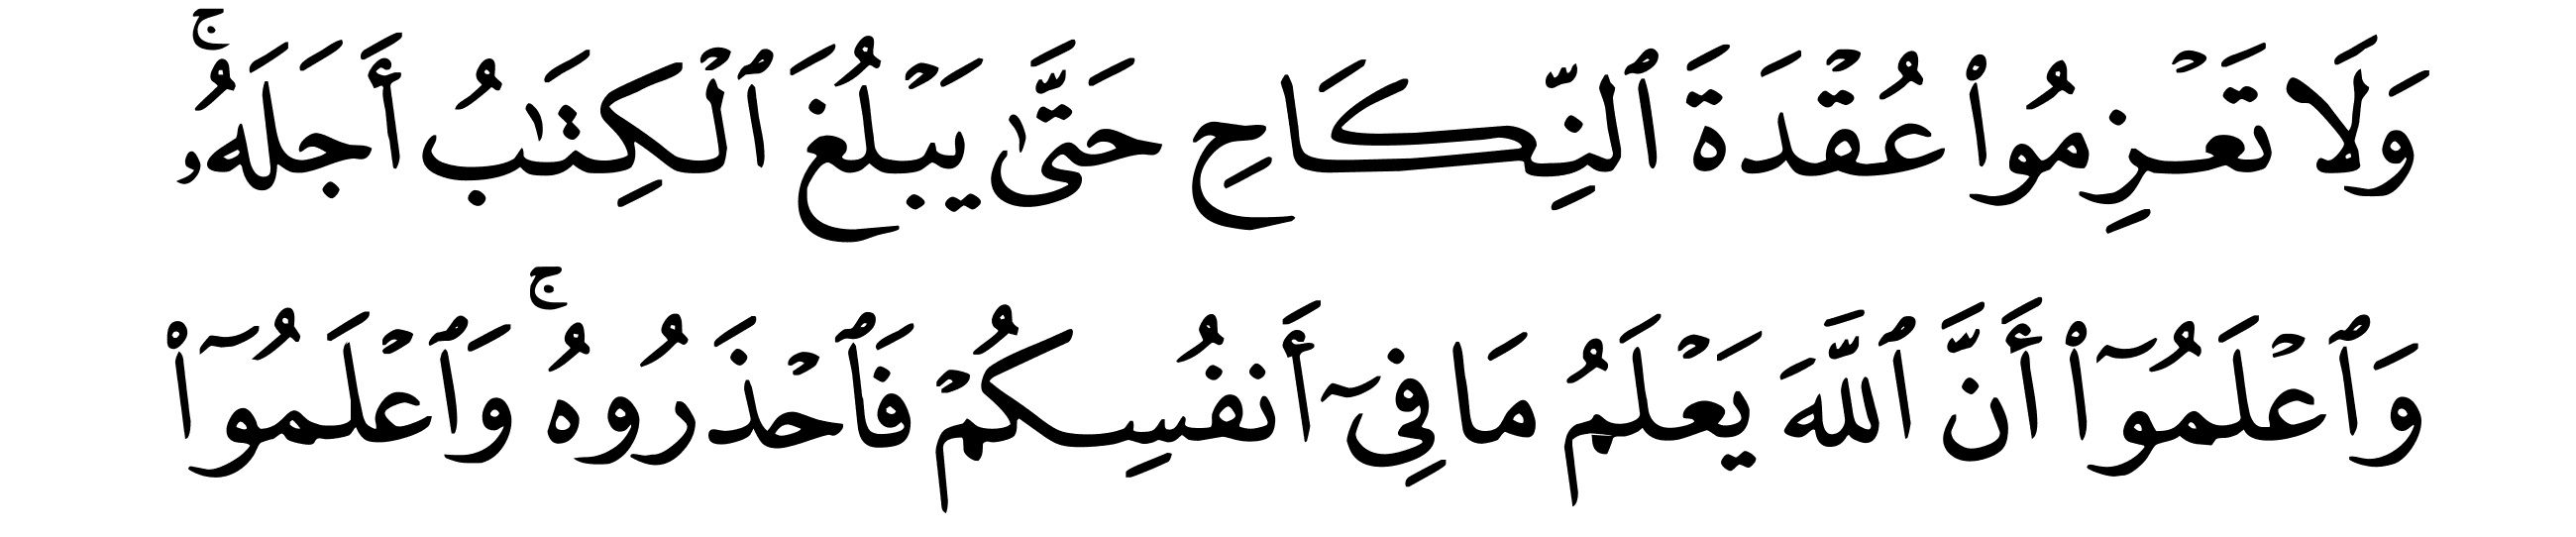 وَلَا تَعْزِمُوا۟ عُقْدَةَ ٱلنِّكَاحِ حَتَّىٰ يَبْلُغَ ٱلْكِتَـٰبُ أَجَلَهُۥ ۚ
وَٱعْلَمُوٓا۟ أَنَّ ٱللَّهَ يَعْلَمُ مَا فِىٓ أَنفُسِكُمْ فَٱحْذَرُوهُ ۚ وَٱعْلَمُوٓا۟